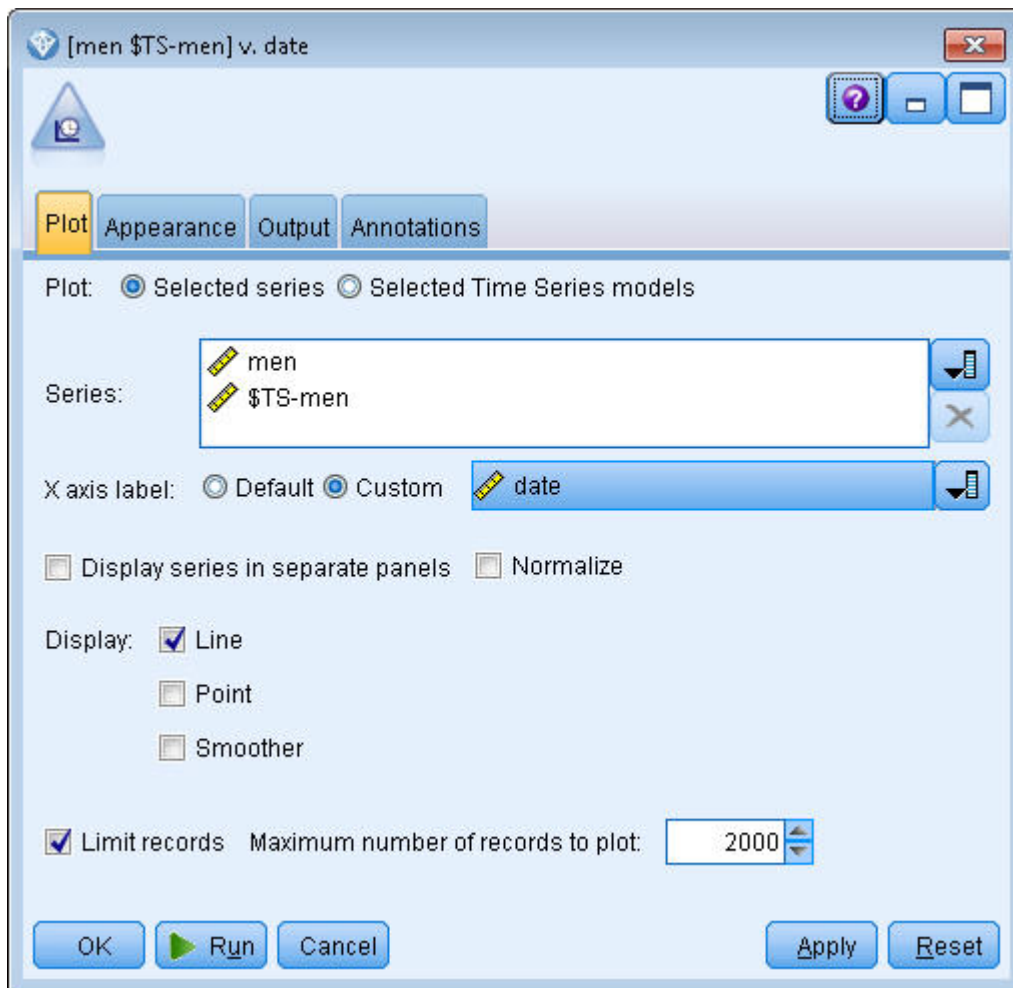 [men $TS-men] v. date
?
Plot Appearance Output Annotations
Plot: Selected series Selected Time Series models
Series:
men
$TS-men
X axis label: Default Custom date
Display series in separate panels Normalize
Display: Line
Point
Smoother
Limit records Maximum number of records to plot: 2000
OK Run Cancel Apply Reset